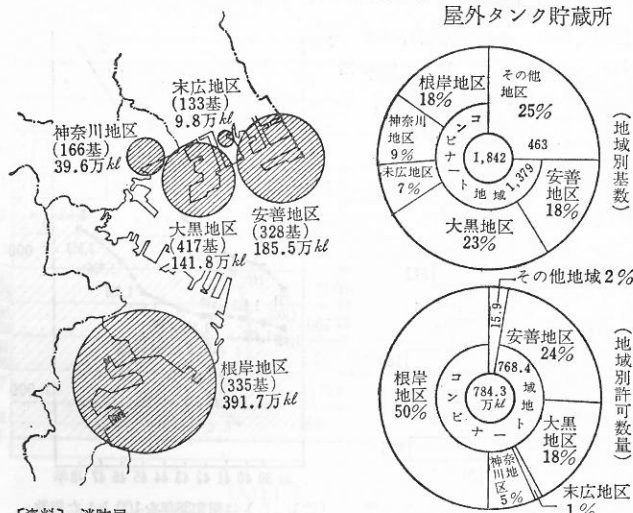 屋外タンク貯蔵所
末広地区
(133基)
9.8万kl
神奈川地区
(166基)
39.6万kl
大黒地区
(417基)
141.8万kl
安善地区
(328基)
185.5万kl
根岸地区
(335基)
391.7万kl
(地域別基数)
その他
地区
25%
根岸地区
18%
神奈川
地区
9%
末広地区
7%
大黒地区
23%
安善
地区
18%
463
1,842
1,379
コンビナート地域
(地域別許可数量)
その他地域2%
15.9
安善地区
24%
768.4
784.3
万kl
コンビナート地域
根岸
地区
50%
大黒
地区
18%
神奈川地区
5%
末広地区
1%
[資料] 消防局